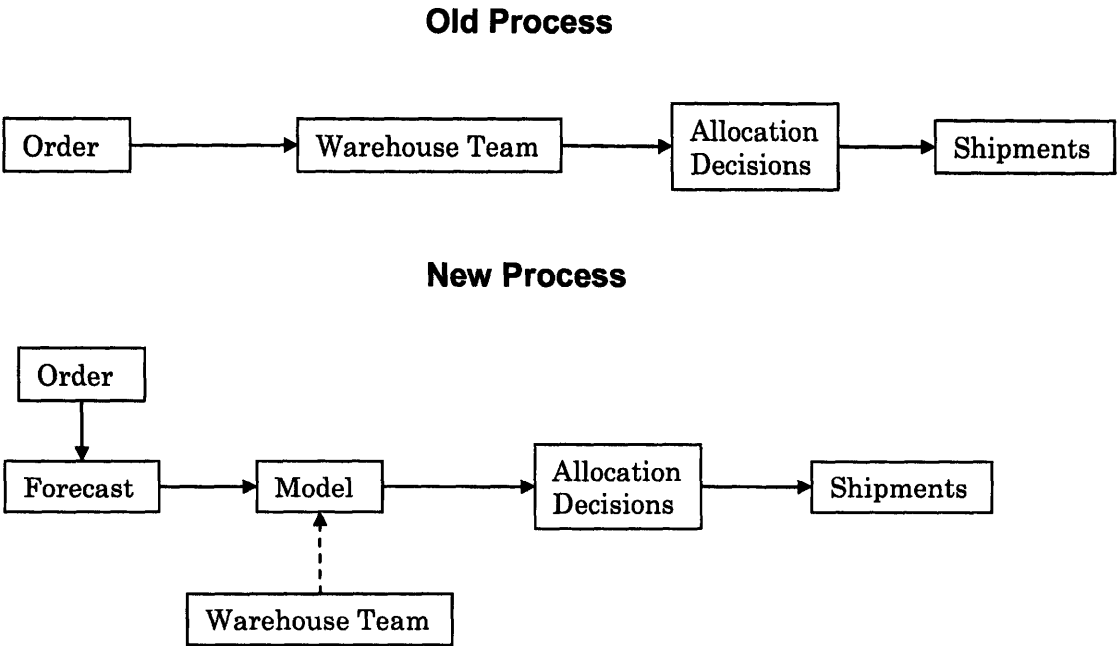 Old Process
Order
Warehouse Team
Allocation
Decisions
Shipments
New Process
Order
Forecast
Model
Allocation
Decisions
Shipments
Warehouse Team